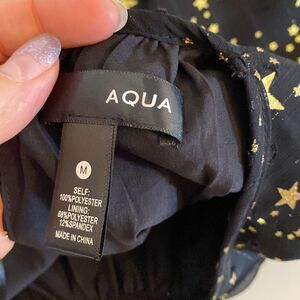 AQUA
M
SELF:
100%POLYESTER
LINING:
88%POLYESTER
12%SPANDEX
MADE IN CHINA